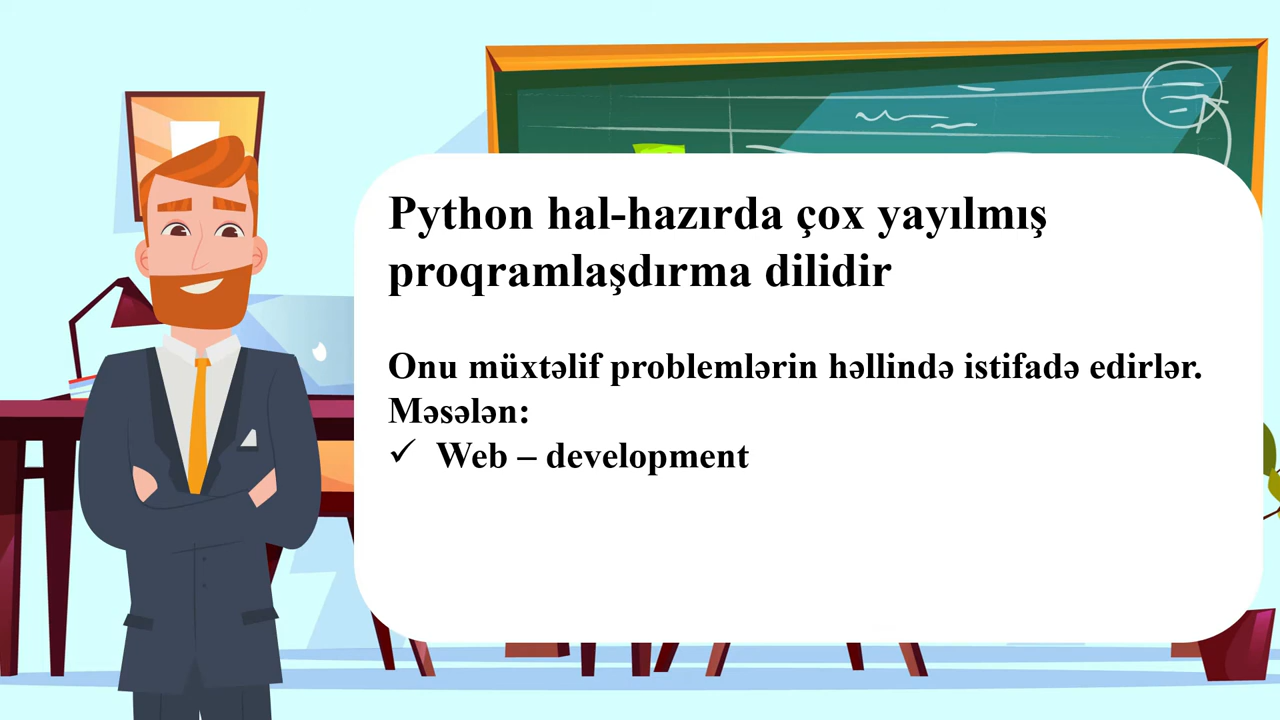 Python hal-hazırda çox yayılmış
proqramlaşdırma dilidir
Onu müxtəlif problemlərin həllində istifadə edirlər.
Məsələn:
✓ Web – development